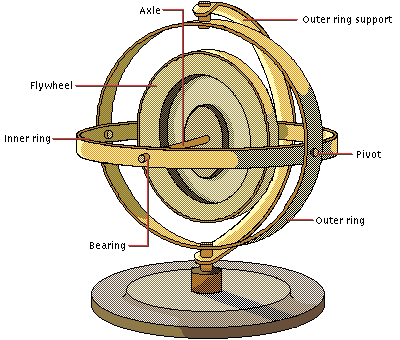 Axle
Outer ring support
Flywheel
Inner ring
Pivot
Outer ring
Bearing